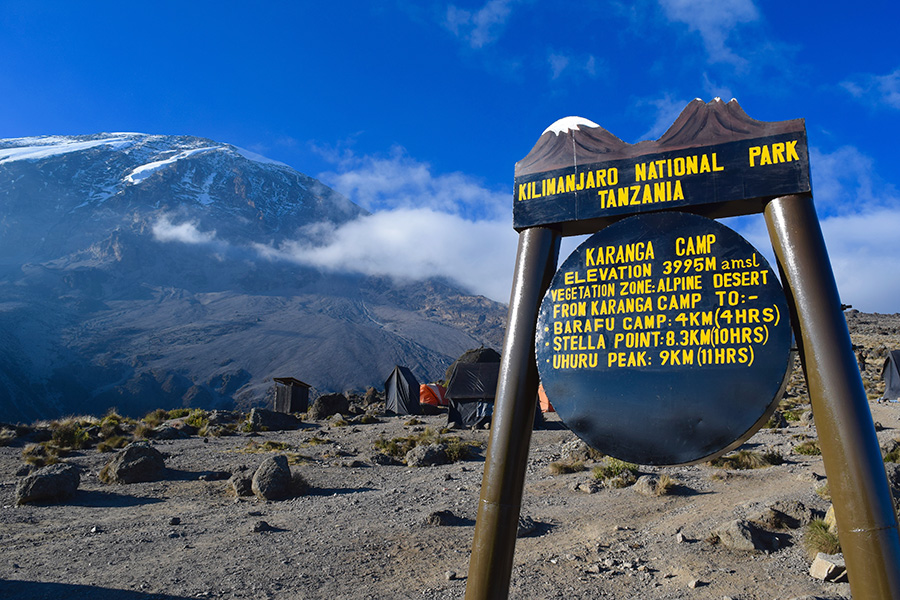 KILIMANJARO NATIONAL PARK
TANZANIA
KARANGA CAMP
ELEVATION 3995M amsl
VEGETATION ZONE: ALPINE DESERT
FROM KARANGA CAMP TO:-
• BARAFU CAMP: 4KM(4HRS)
• STELLA POINT: 8.3KM(10HRS)
UHURU PEAK: 9KM(11HRS)